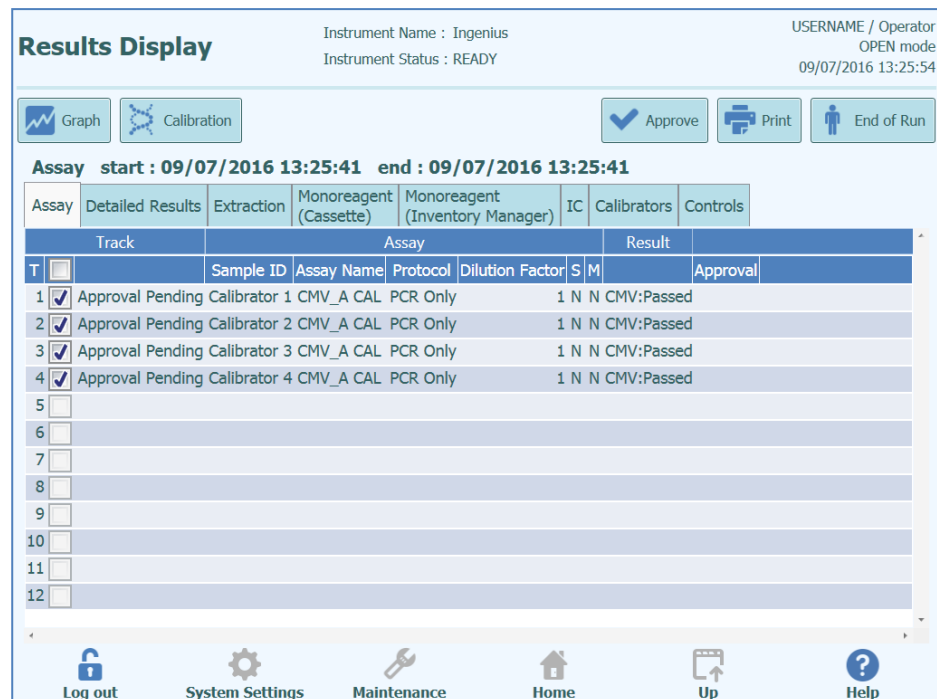 Results Display
Instrument Name : Ingenius
Instrument Status : READY
USERNAME / Operator
OPEN mode
09/07/2016 13:25:54
Graph Calibration Approve Print End of Run
Assay start : 09/07/2016 13:25:41 end : 09/07/2016 13:25:41
Assay Detailed Results Extraction Monoreagent (Cassette) Monoreagent (Inventory Manager) IC Calibrators Controls
Track Assay Result
T Sample ID Assay Name Protocol Dilution Factor S M Approval
1 Approval Pending Calibrator 1 CMV_A CAL PCR Only 1 N N CMV:Passed
2 Approval Pending Calibrator 2 CMV_A CAL PCR Only 1 N N CMV:Passed
3 Approval Pending Calibrator 3 CMV_A CAL PCR Only 1 N N CMV:Passed
4 Approval Pending Calibrator 4 CMV_A CAL PCR Only 1 N N CMV:Passed
5
6
7
8
9
10
11
12
Log out System Settings Maintenance Home Up Help